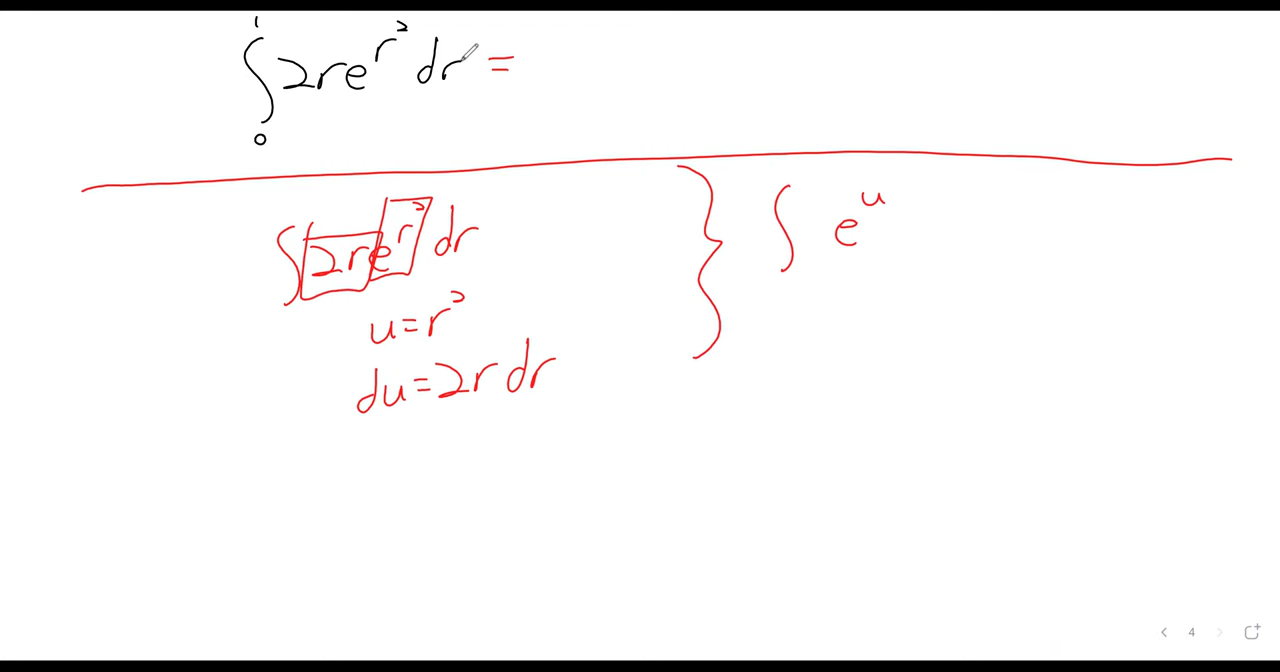 ∫₀¹ 2re^{r²} dr =
∫ 2re^{r²} dr
u = r²
du = 2r dr
∫ e^u
4